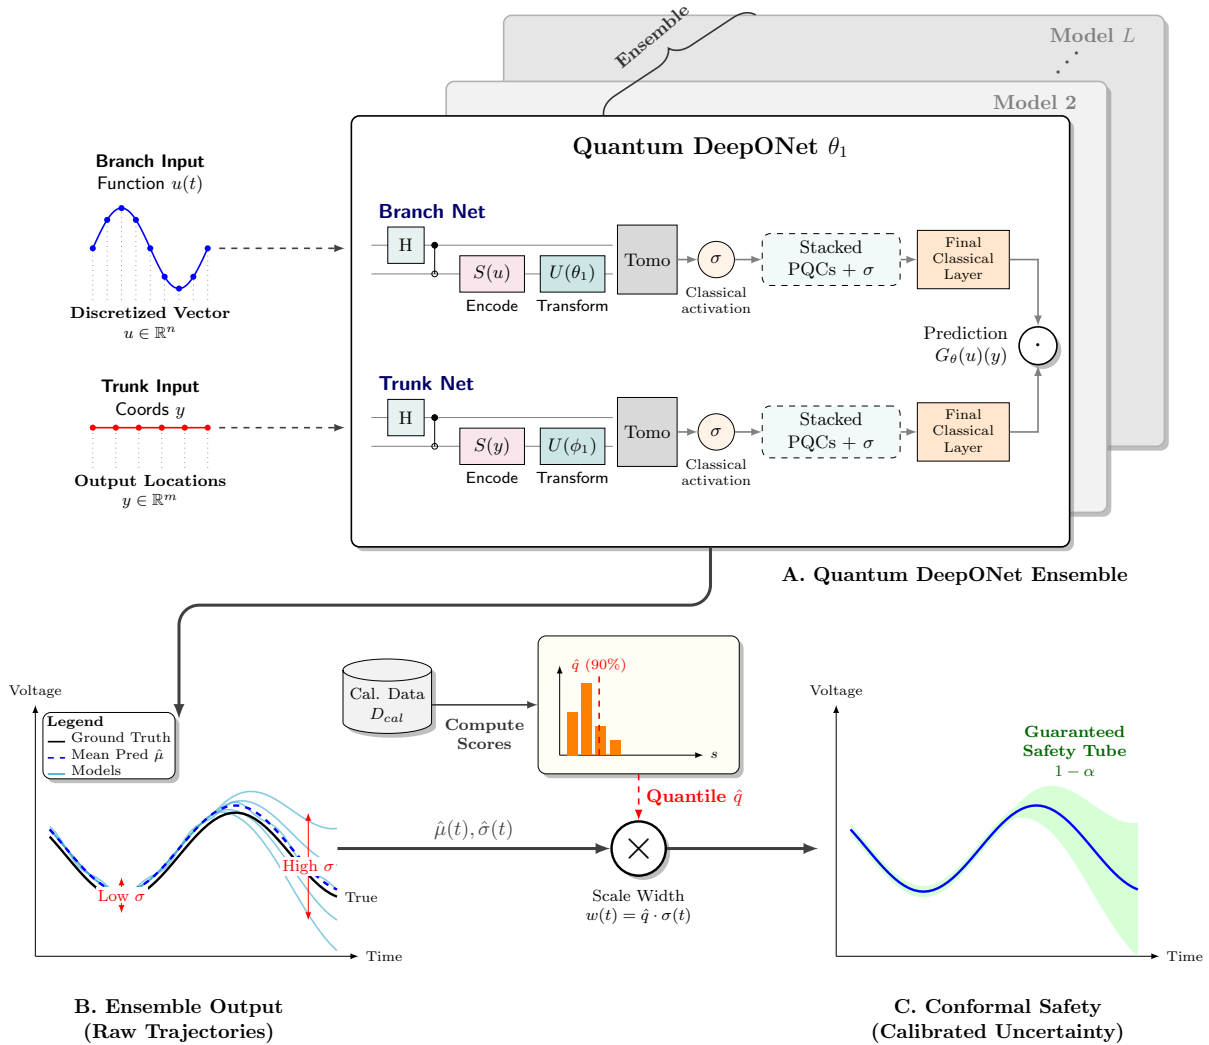 Ensemble
Model L
Model 2
Quantum DeepONet θ₁
Branch Input
Function u(t)
Discretized Vector
u ∈ ℝⁿ
Branch Net
H
S(u)
Encode
U(θ₁)
Transform
Tomo
σ
Classical
activation
Stacked
PQCs + σ
Final
Classical
Layer
Prediction
G_θ(u)(y)
·
Trunk Input
Coords y
Output Locations
y ∈ ℝᵐ
Trunk Net
H
S(y)
Encode
U(ϕ₁)
Transform
Tomo
σ
Classical
activation
Stacked
PQCs + σ
Final
Classical
Layer
A. Quantum DeepONet Ensemble
Voltage
Legend
Ground Truth
Mean Pred μ̂
Models
Low σ
High σ
True
Time
B. Ensemble Output
(Raw Trajectories)
Cal. Data
D_cal
Compute
Scores
q̂ (90%)
s
Quantile q̂
μ̂(t), σ̂(t)
×
Scale Width
w(t) = q̂ · σ(t)
Voltage
Guaranteed
Safety Tube
1 − α
Time
C. Conformal Safety
(Calibrated Uncertainty)